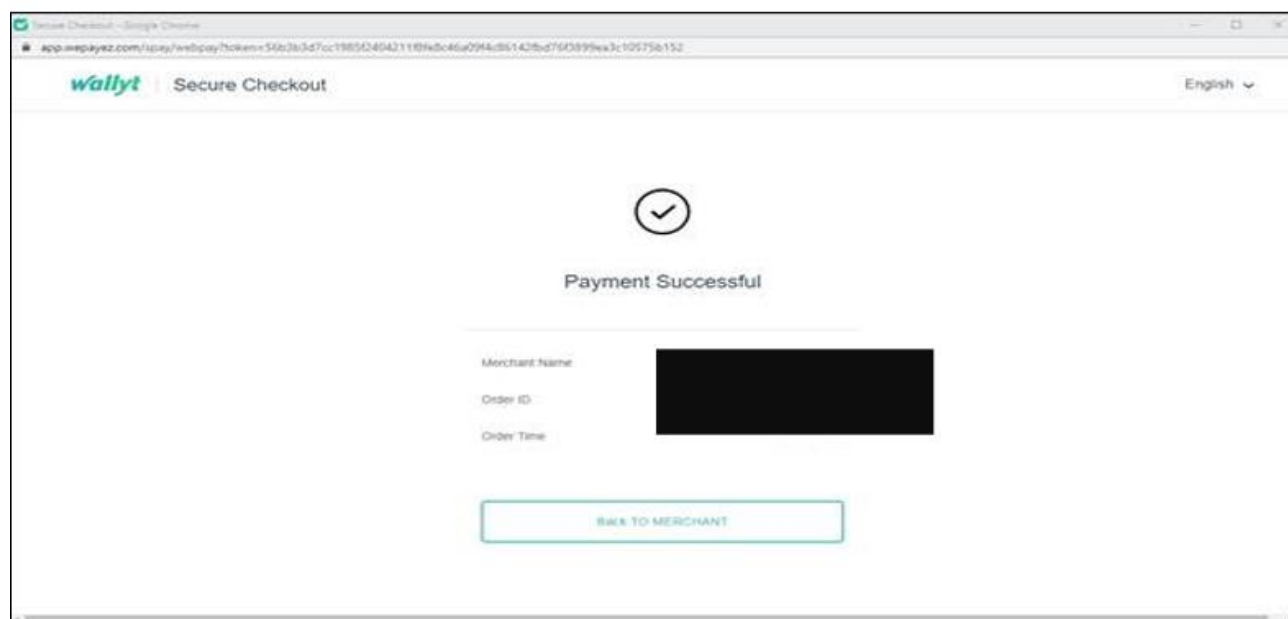 Secure Checkout - Google Chrome
wallyt Secure Checkout
English
Payment Successful
Merchant Name
Order ID
Order Time
Back TO MERCHANT